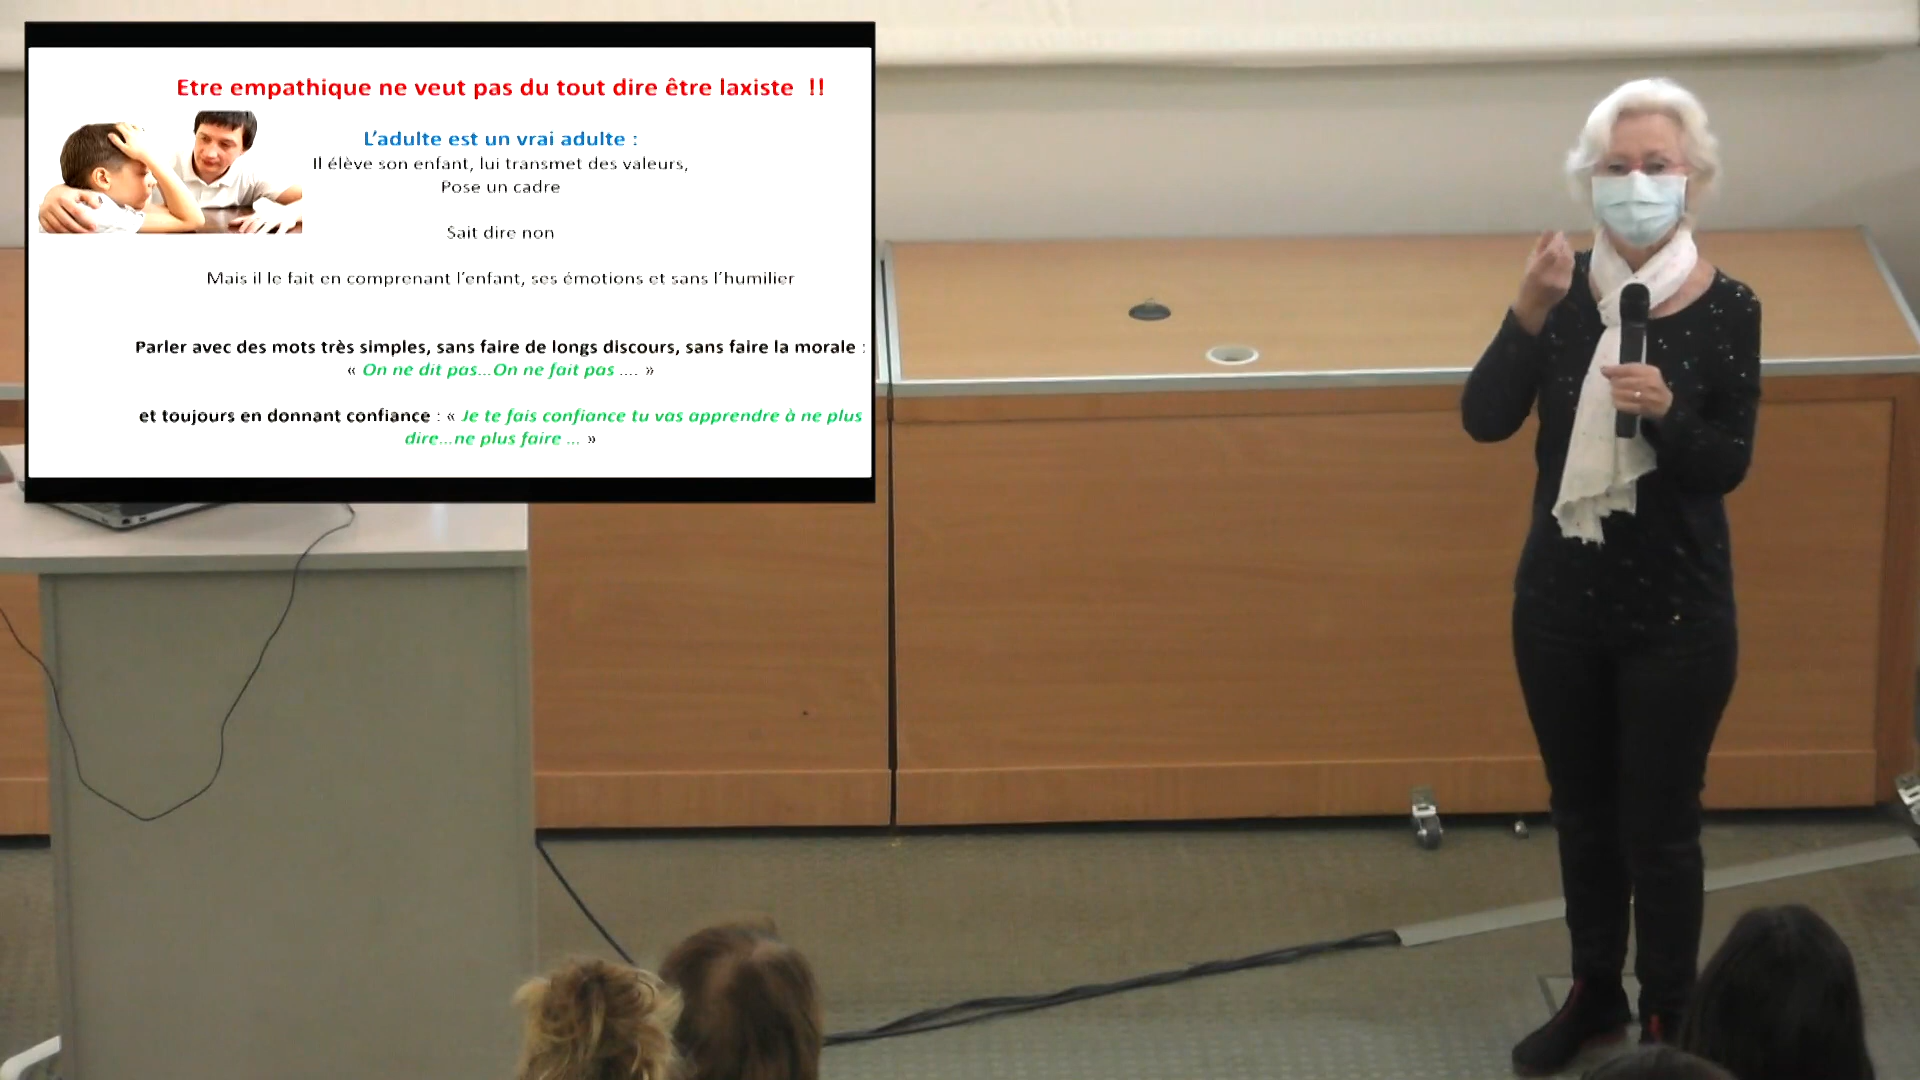 Etre empathique ne veut pas du tout dire être laxiste !!
L'adulte est un vrai adulte :
Il élève son enfant, lui transmet des valeurs,
Pose un cadre
Sait dire non
Mais il le fait en comprenant l'enfant, ses émotions et sans l'humilier
Parler avec des mots très simples, sans faire de longs discours, sans faire la morale :
« On ne dit pas...On ne fait pas .... »
et toujours en donnant confiance : « Je te fais confiance tu vas apprendre à ne plus
dire...ne plus faire ... »